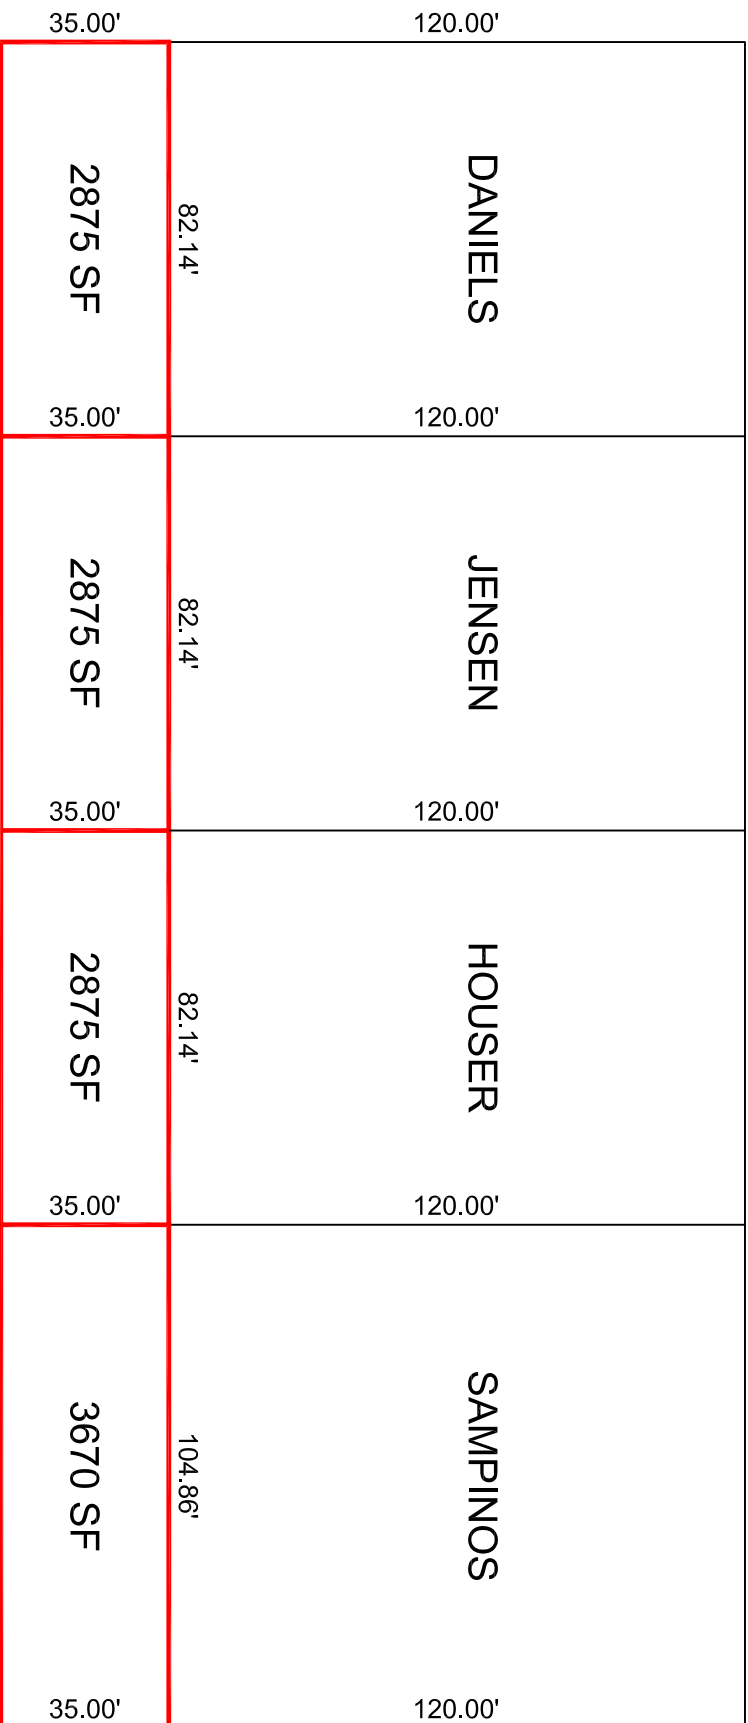 35.00'
120.00'
2875 SF
82.14'
DANIELS
35.00'
120.00'
2875 SF
82.14'
JENSEN
35.00'
120.00'
2875 SF
82.14'
HOUSER
35.00'
120.00'
3670 SF
104.86'
SAMPINOS
35.00'
120.00'